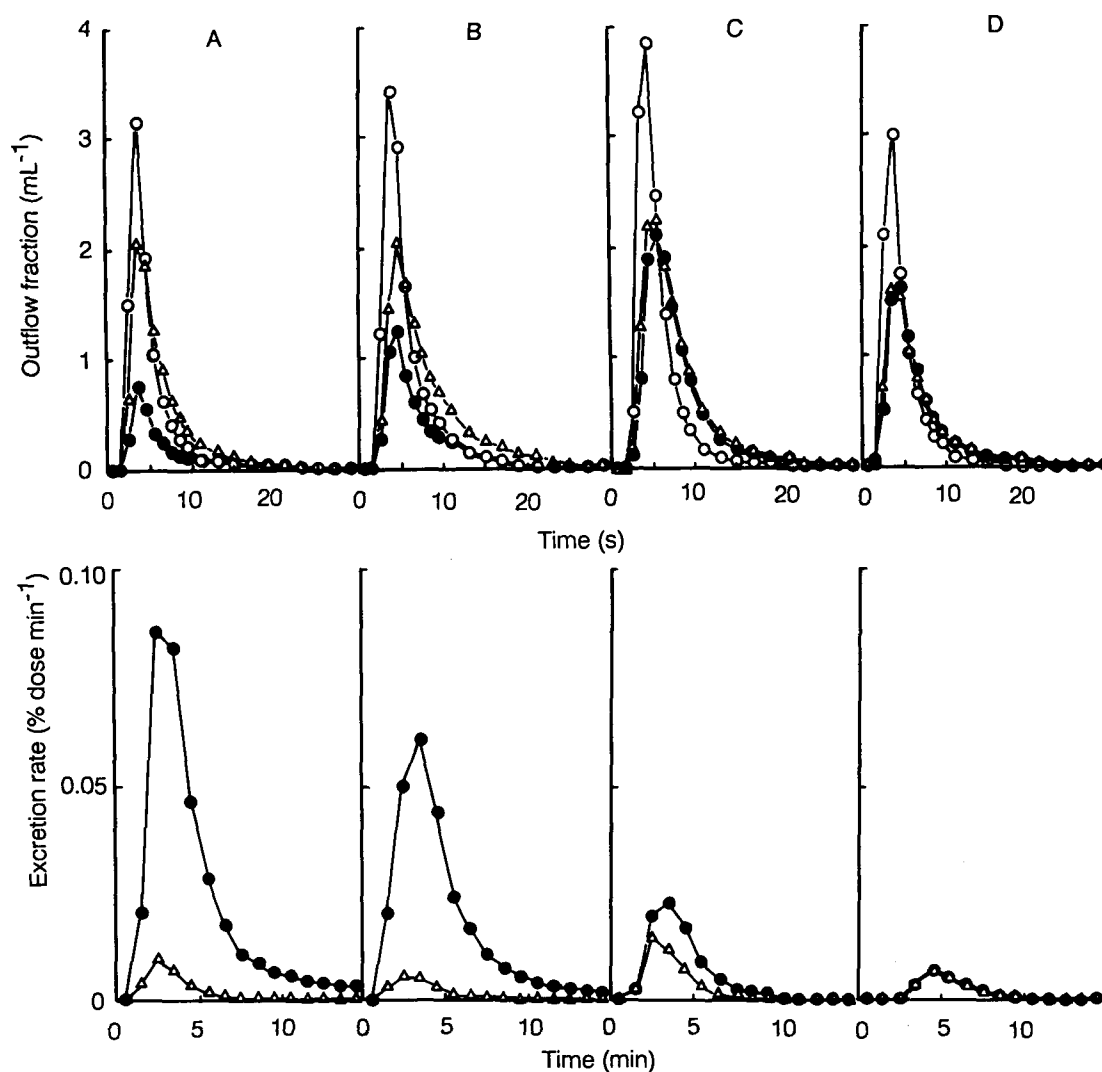 A B C D
Outflow fraction (mL⁻¹)
4
3
2
1
0
0 10 20 0 10 20 0 10 20 0 10 20
Time (s)
Excretion rate (% dose min⁻¹)
0.10
0.05
0
0 5 10 0 5 10 0 5 10 0 5 10
Time (min)